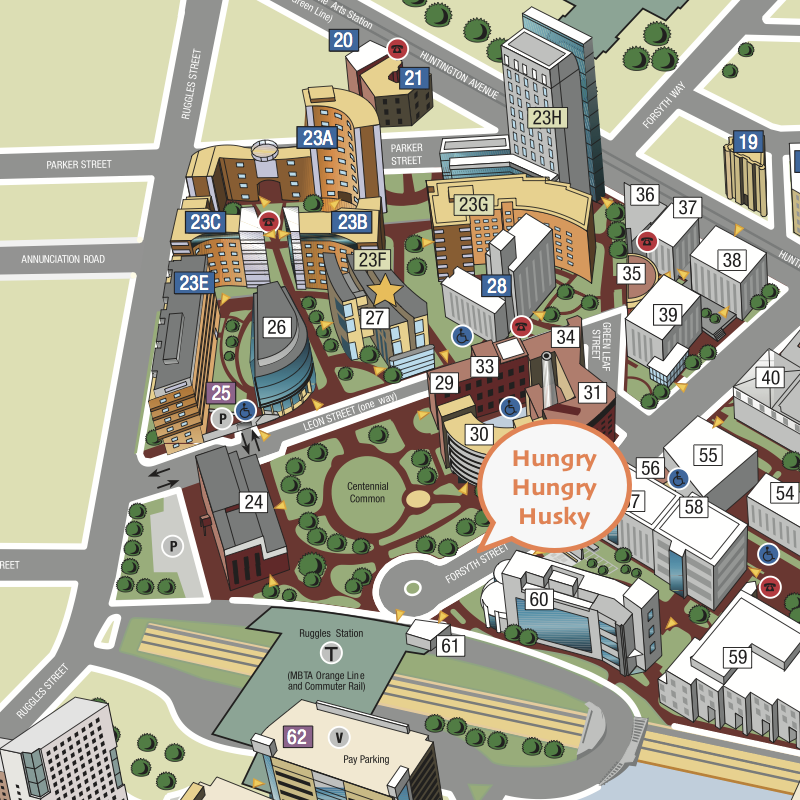 The Arts Station
Green Line)
20
21
HUNTINGTON AVENUE
RUGGLES STREET
23H
FORSYTH WAY
23A
19
PARKER STREET
PARKER
STREET
36
37
23G
23C
23B
38
ANNUNCIATION ROAD
23F
35
23E
28
27
39
26
34
GREEN LEAF
STREET
33
40
29
31
25
P
LEON STREET (one way)
30
55
Hungry
Hungry
Husky
56
24
Centennial
Common
54
7
58
P
REET
FORSYTH STREET
60
Ruggles Station
T
(MBTA Orange Line
and Commuter Rail)
61
59
RUGGLES STREET
62
V
Pay Parking
HUNT